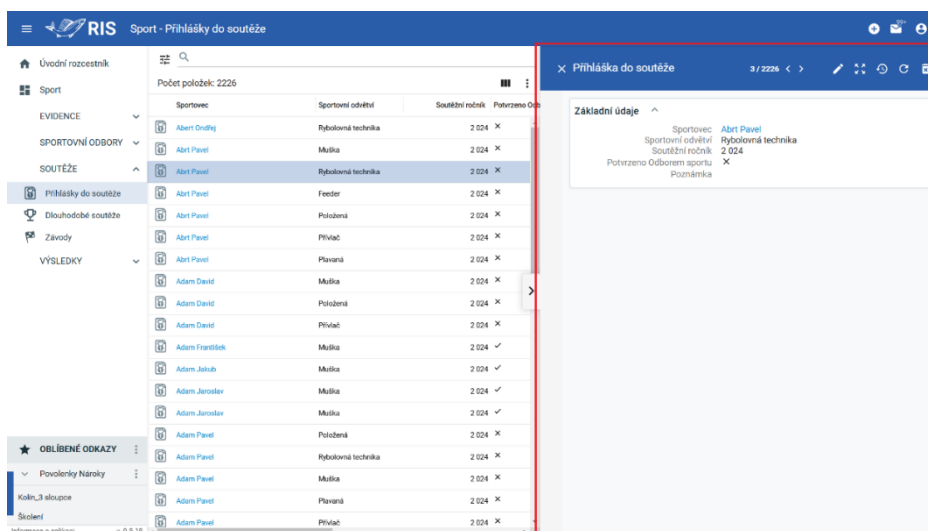 RIS Sport - Přihlášky do soutěže
99+
Úvodní rozcestník
Sport
EVIDENCE
SPORTOVNÍ ODBORY
SOUTĚŽE
Přihlášky do soutěže
Dlouhodobé soutěže
Závody
VÝSLEDKY
OBLÍBENÉ ODKAZY
Povolenky Nároky
Kolín_3 sloupce
Školení
Počet položek: 2226
Sportovec Sportovní odvětví Soutěžní ročník Potvrzeno Odb
Abert Ondřej Rybolovná technika 2 024
Abrt Pavel Muška 2 024
Abrt Pavel Rybolovná technika 2 024
Abrt Pavel Feeder 2 024
Abrt Pavel Položená 2 024
Abrt Pavel Přívlač 2 024
Abrt Pavel Plavaná 2 024
Adam David Muška 2 024
Adam David Položená 2 024
Adam David Přívlač 2 024
Adam František Muška 2 024
Adam Jakub Muška 2 024
Adam Jaroslav Muška 2 024
Adam Jaroslav Muška 2 024
Adam Pavel Položená 2 024
Adam Pavel Rybolovná technika 2 024
Adam Pavel Muška 2 024
Adam Pavel Plavaná 2 024
Adam Pavel Přívlač 2 024
Přihláška do soutěže 3 / 2226
Základní údaje
Sportovec Abrt Pavel
Sportovní odvětví Rybolovná technika
Soutěžní ročník 2 024
Potvrzeno Odborem sportu
Poznámka